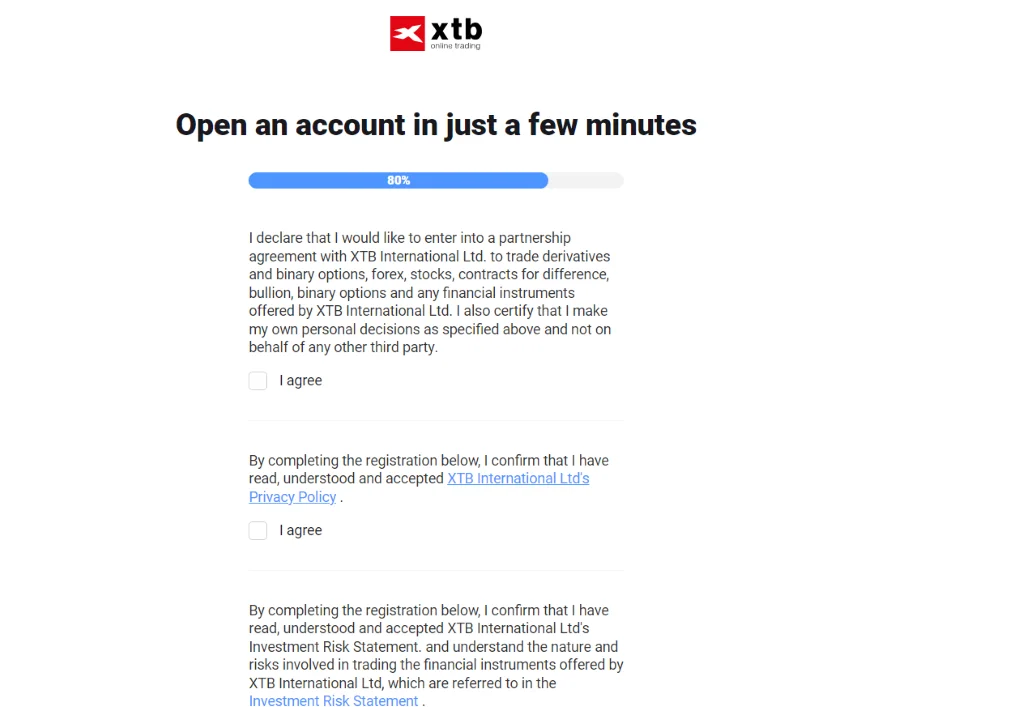 xtb
online trading
Open an account in just a few minutes
80%
I declare that I would like to enter into a partnership
agreement with XTB International Ltd. to trade derivatives
and binary options, forex, stocks, contracts for difference,
bullion, binary options and any financial instruments
offered by XTB International Ltd. I also certify that I make
my own personal decisions as specified above and not on
behalf of any other third party.
I agree
By completing the registration below, I confirm that I have
read, understood and accepted XTB International Ltd's
Privacy Policy .
I agree
By completing the registration below, I confirm that I have
read, understood and accepted XTB International Ltd's
Investment Risk Statement. and understand the nature and
risks involved in trading the financial instruments offered by
XTB International Ltd, which are referred to in the
Investment Risk Statement .